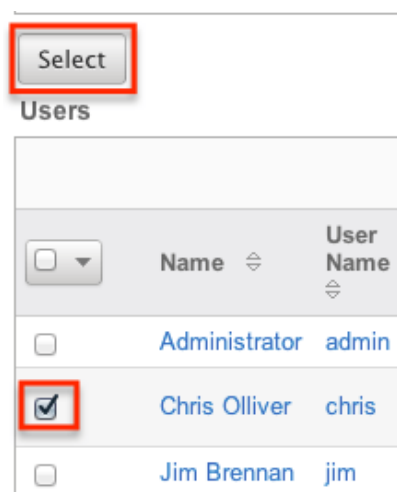 Select
Users
Name
User
Name
Administrator admin
Chris Olliver chris
Jim Brennan jim